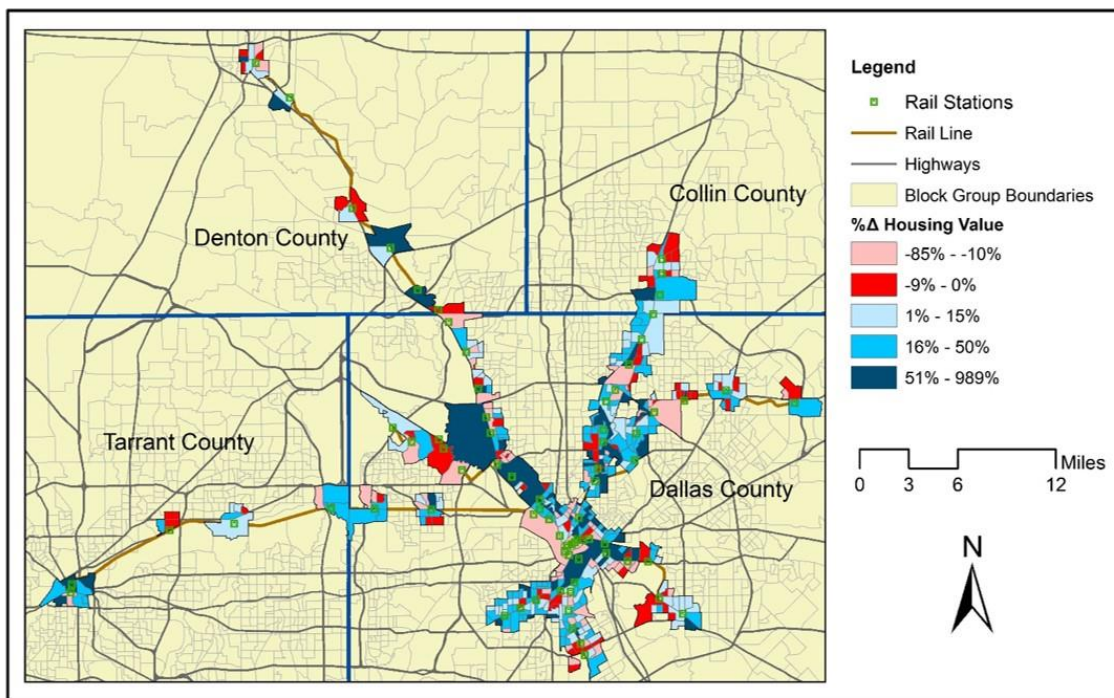 Collin County
Denton County
Tarrant County
Dallas County
Legend
Rail Stations
Rail Line
Highways
Block Group Boundaries
%Δ Housing Value
-85% - -10%
-9% - 0%
1% - 15%
16% - 50%
51% - 989%
Miles
0 3 6 12
N